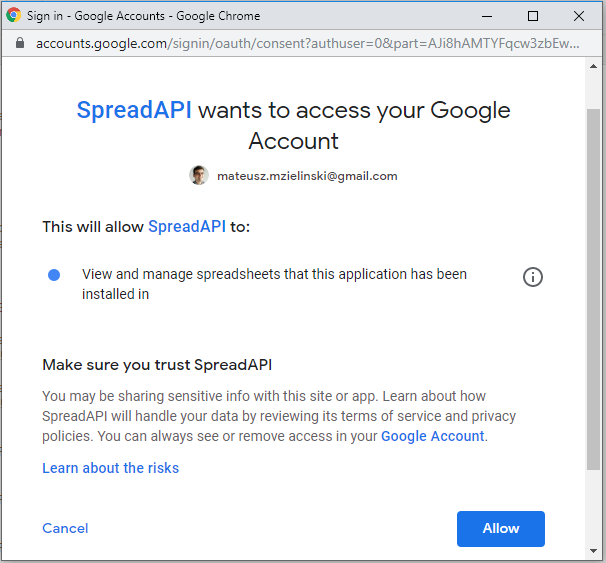 Sign in - Google Accounts - Google Chrome
accounts.google.com/signin/oauth/consent?authuser=0&part=AJi8hAMTYFqcw3zbEw...
SpreadAPI wants to access your Google
Account
mateusz.mzielinski@gmail.com
This will allow SpreadAPI to:
View and manage spreadsheets that this application has been
installed in
Make sure you trust SpreadAPI
You may be sharing sensitive info with this site or app. Learn about how
SpreadAPI will handle your data by reviewing its terms of service and privacy
policies. You can always see or remove access in your Google Account.
Learn about the risks
Cancel
Allow